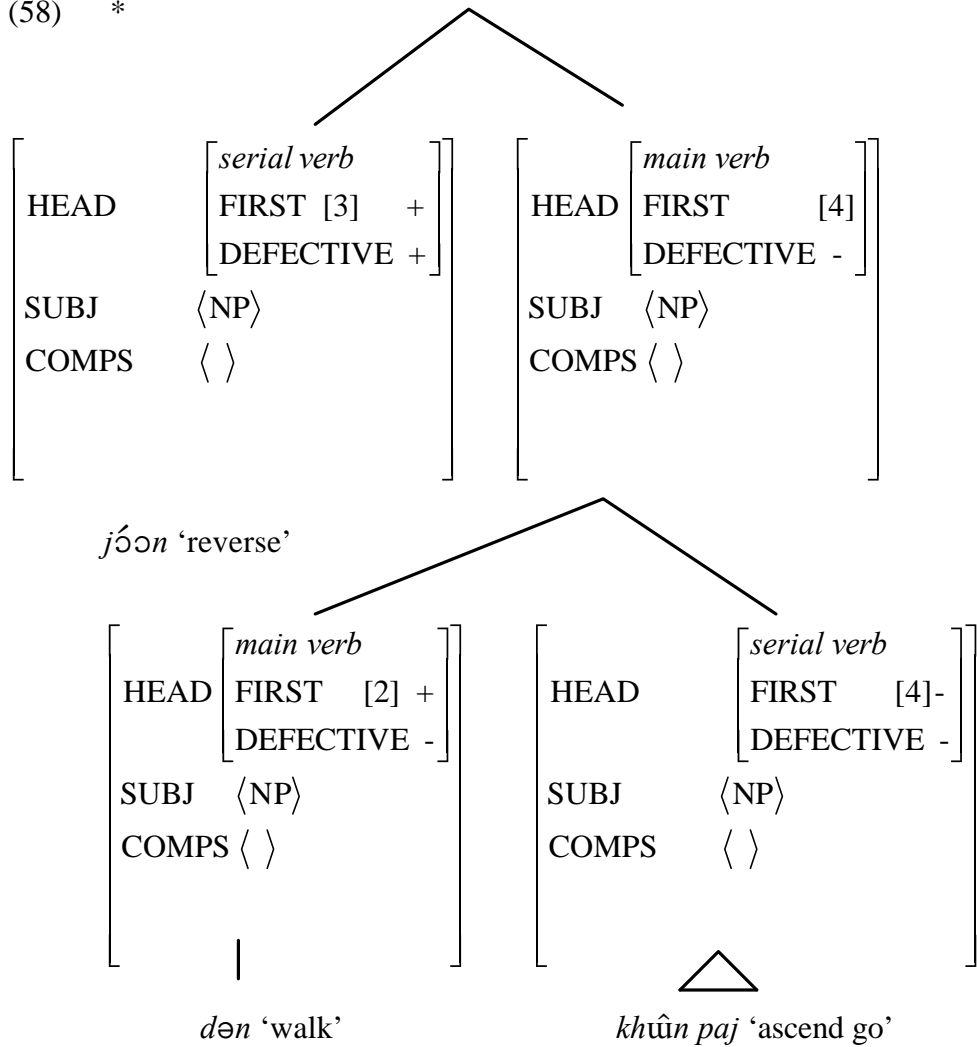 (58) *
serial verb main verb
HEAD FIRST [3] + HEAD FIRST [4]
DEFECTIVE + DEFECTIVE -
SUBJ ⟨NP⟩ SUBJ ⟨NP⟩
COMPS ⟨ ⟩ COMPS ⟨ ⟩
jɔ́ɔn ‘reverse’
main verb serial verb
HEAD FIRST [2] + HEAD FIRST [4]-
DEFECTIVE - DEFECTIVE -
SUBJ ⟨NP⟩ SUBJ ⟨NP⟩
COMPS ⟨ ⟩ COMPS ⟨ ⟩
dən ‘walk’ khɯ̂n paj ‘ascend go’